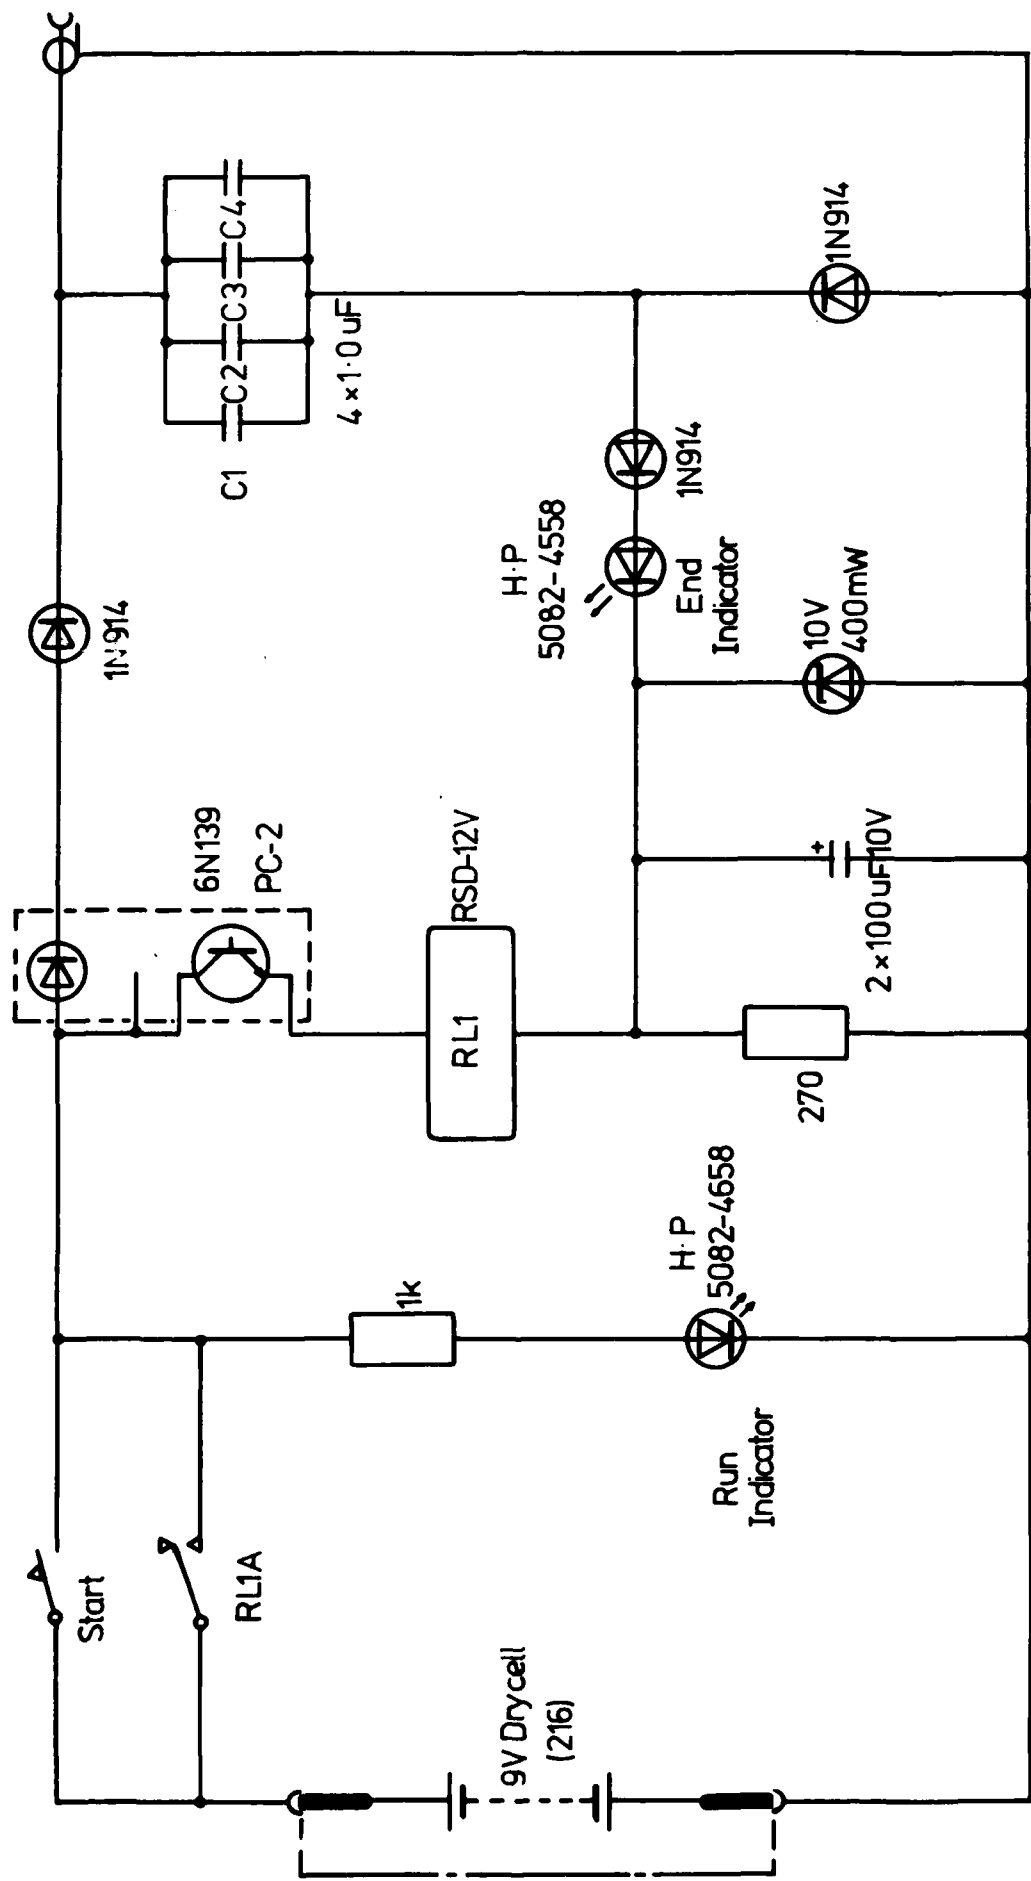 Start
RL1A
9V Drycell
(216)
1k
Run
Indicator
H·P
5082-4658
6N139
PC-2
RL1
RSD-12V
270
2×100uF10V
+
10V
400mW
H·P
5082-4558
End
Indicator
1N914
1N914
1N914
C1
C2
C3
C4
4×1·0uF